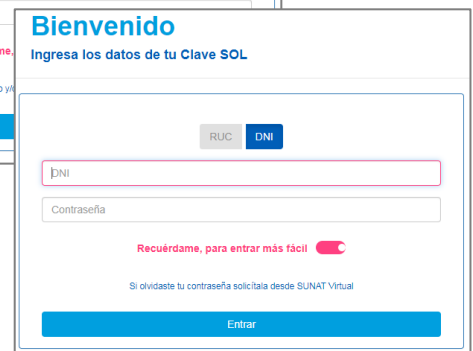 Bienvenido
Ingresa los datos de tu Clave SOL
RUC DNI
DNI
Contraseña
Recuérdame, para entrar más fácil
Si olvidaste tu contraseña solicítala desde SUNAT Virtual
Entrar